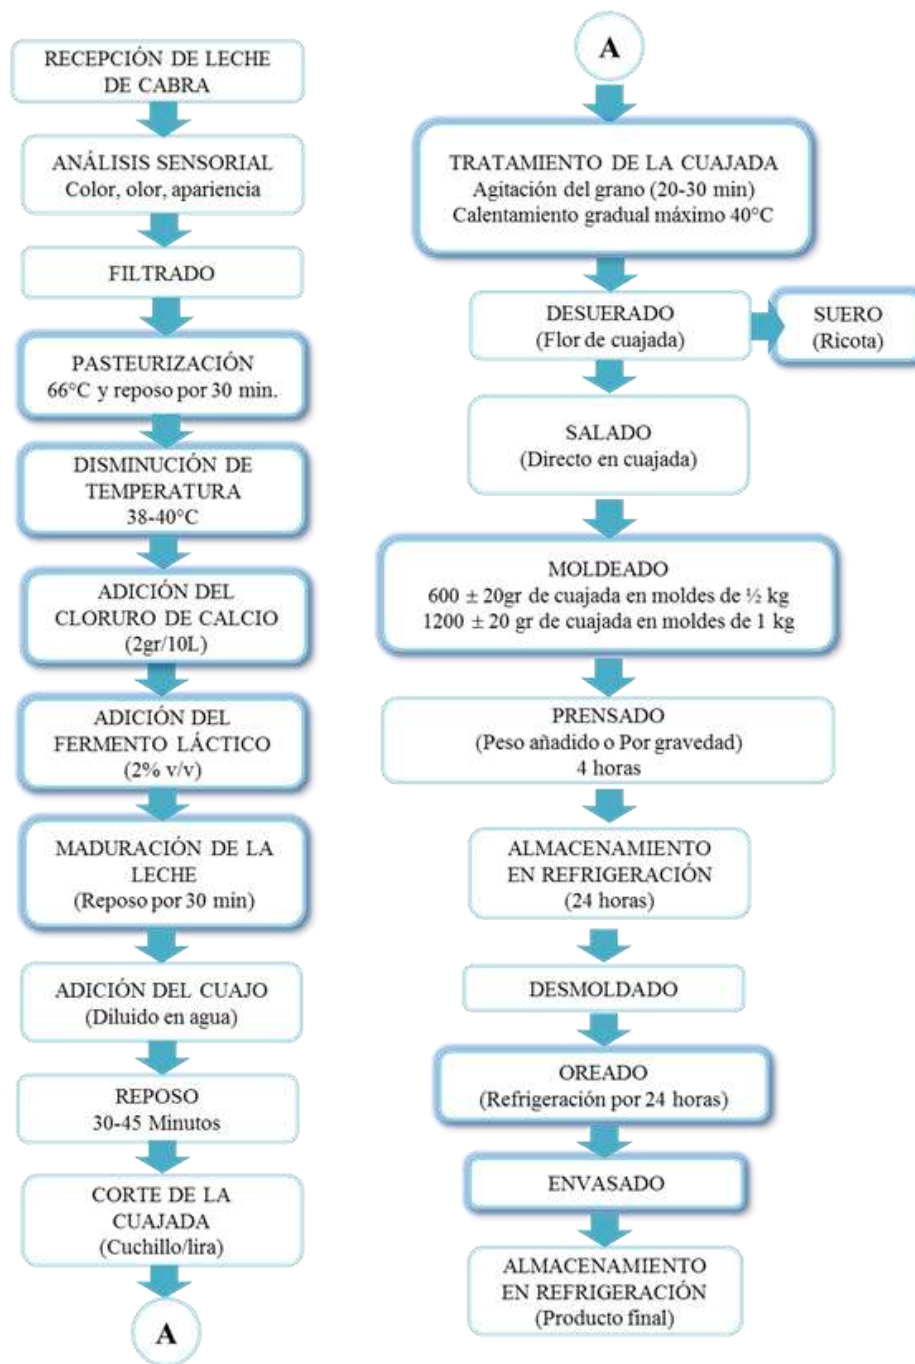 RECEPCIÓN DE LECHE
DE CABRA
ANÁLISIS SENSORIAL
Color, olor, apariencia
FILTRADO
PASTEURIZACIÓN
66°C y reposo por 30 min.
DISMINUCIÓN DE
TEMPERATURA
38-40°C
ADICIÓN DEL
CLORURO DE CALCIO
(2gr/10L)
ADICIÓN DEL
FERMENTO LÁCTICO
(2% v/v)
MADURACIÓN DE LA
LECHE
(Reposo por 30 min)
ADICIÓN DEL CUAJO
(Diluido en agua)
REPOSO
30-45 Minutos
CORTE DE LA
CUAJADA
(Cuchillo/lira)
A
A
TRATAMIENTO DE LA CUAJADA
Agitación del grano (20-30 min)
Calentamiento gradual máximo 40°C
DESUERADO
(Flor de cuajada)
SUERO
(Ricota)
SALADO
(Directo en cuajada)
MOLDEADO
600 ± 20gr de cuajada en moldes de ½ kg
1200 ± 20 gr de cuajada en moldes de 1 kg
PRENSADO
(Peso añadido o Por gravedad)
4 horas
ALMACENAMIENTO
EN REFRIGERACIÓN
(24 horas)
DESMOLDADO
OREADO
(Refrigeración por 24 horas)
ENVASADO
ALMACENAMIENTO
EN REFRIGERACIÓN
(Producto final)